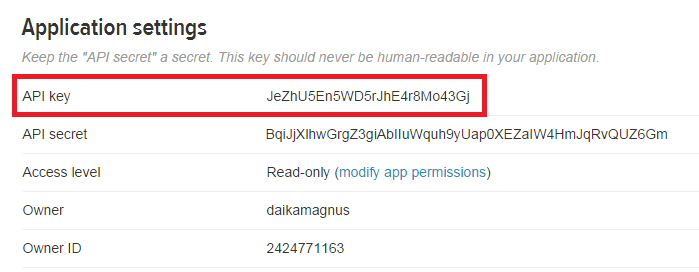 Application settings
Keep the "API secret" a secret. This key should never be human-readable in your application.
API key JeZhU5En5WD5rJhE4r8Mo43Gj
API secret BqiJjXIhwGrgZ3giAbIIuWquh9yUap0XEZaIW4HmJqRvQUZ6Gm
Access level Read-only (modify app permissions)
Owner daikamagnus
Owner ID 2424771163